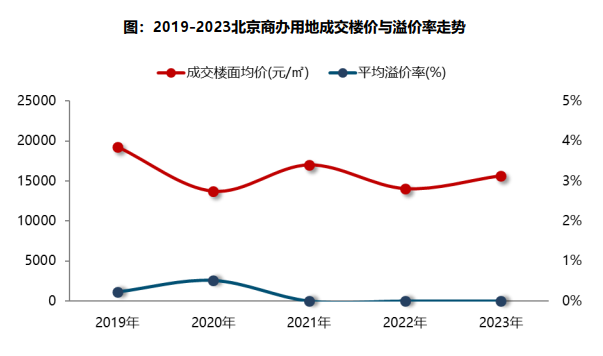 图：2019-2023北京商办用地成交楼价与溢价率走势
成交楼面均价(元/㎡) 平均溢价率(%)
25000 5%
20000 4%
15000 3%
10000 2%
5000 1%
0 0%
2019年 2020年 2021年 2022年 2023年